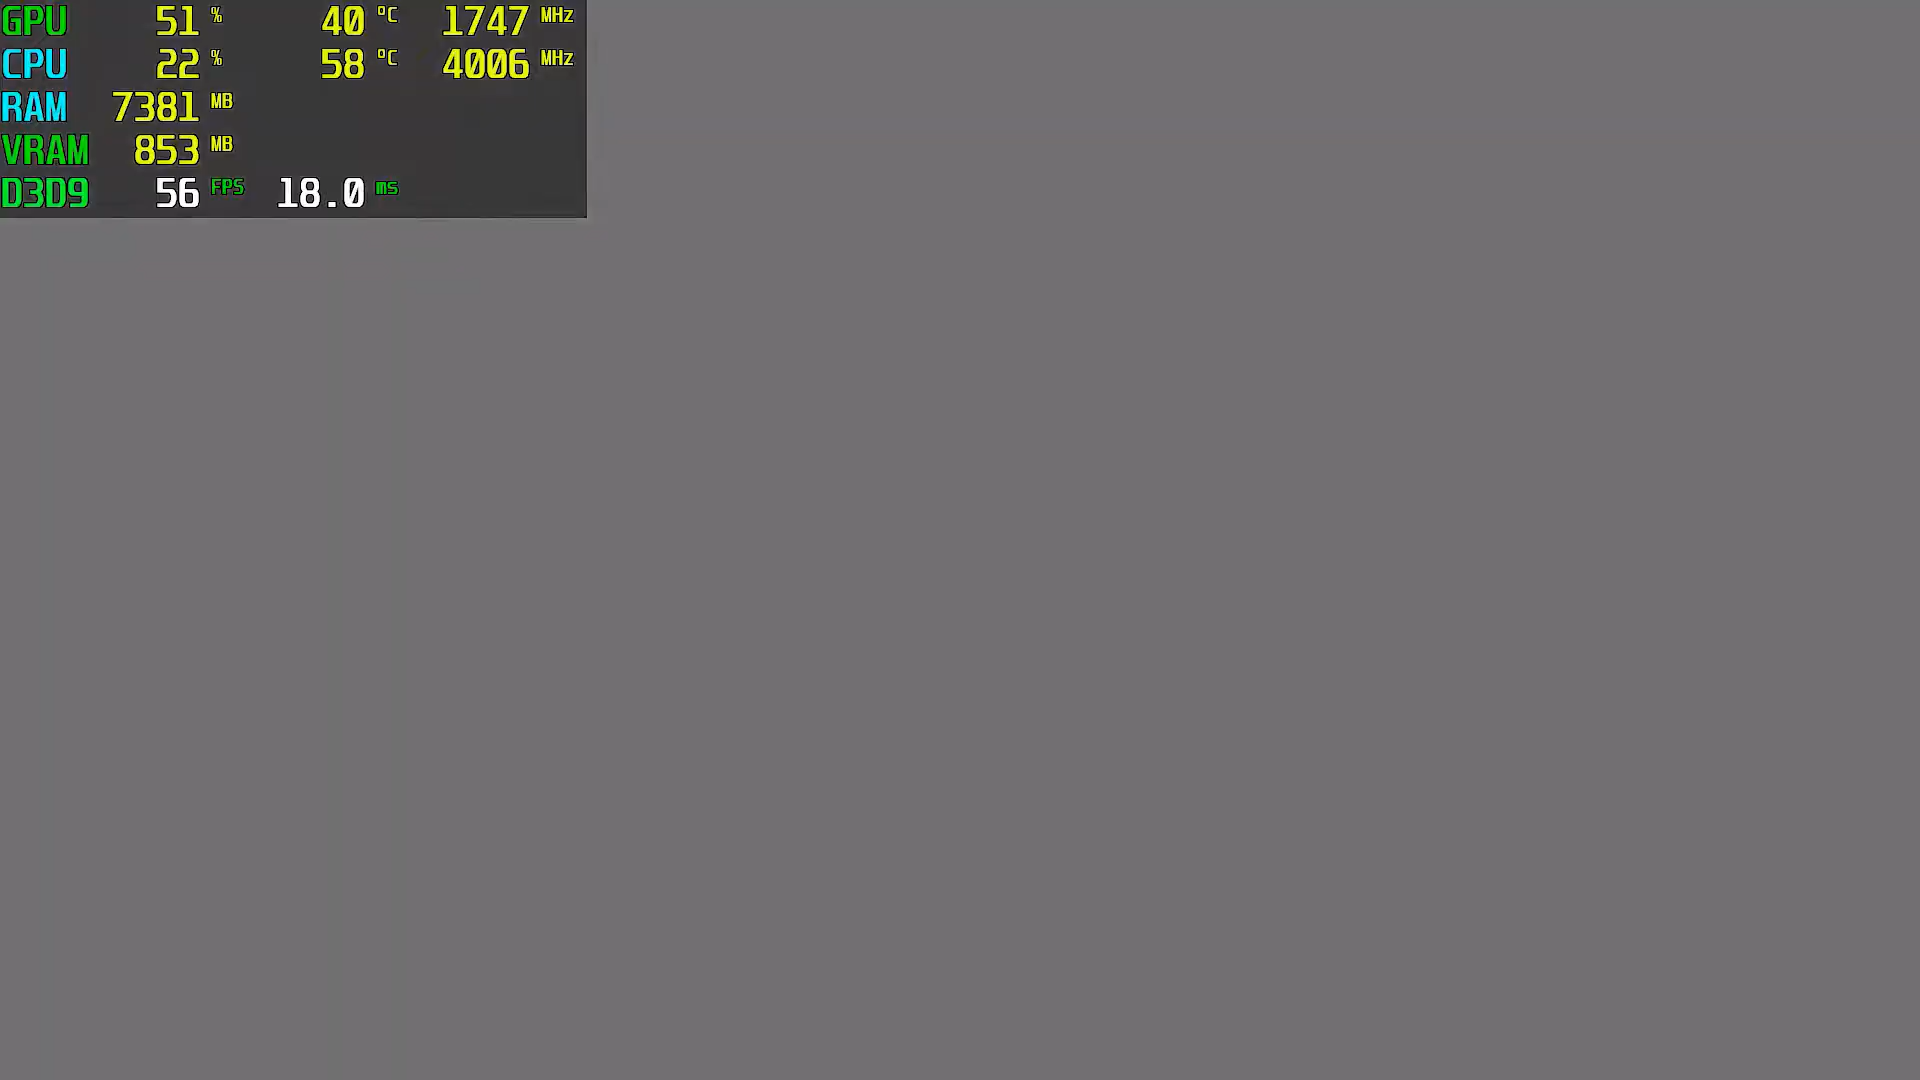 GPU 51 % 40 °C 1747 MHz
CPU 22 % 58 °C 4006 MHz
RAM 7381 MB
VRAM 853 MB
D3D9 56 FPS 18.0 ms